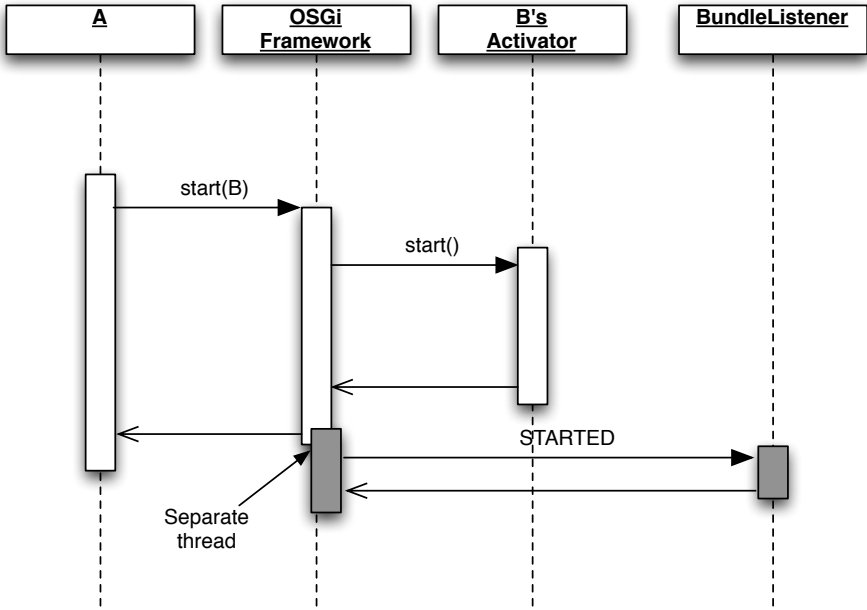 A
OSGi
Framework
B's
Activator
BundleListener
start(B)
start()
STARTED
Separate
thread